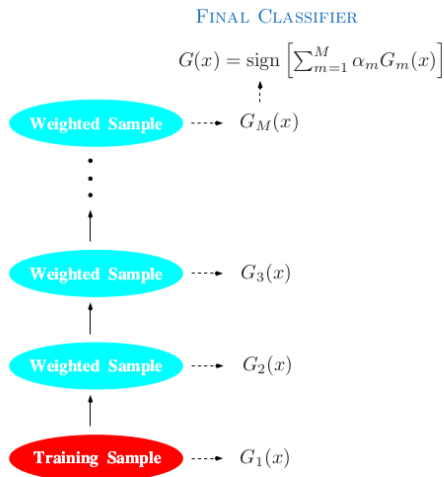 FINAL CLASSIFIER
G(x) = sign [∑_{m=1}^{M} α_m G_m(x)]
Weighted Sample G_M(x)
Weighted Sample G_3(x)
Weighted Sample G_2(x)
Training Sample G_1(x)